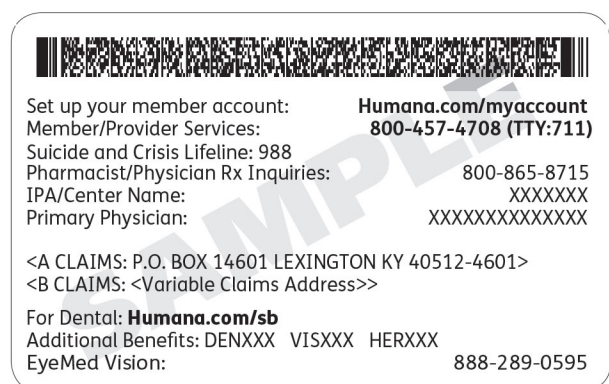 Set up your member account: Humana.com/myaccount
Member/Provider Services: 800-457-4708 (TTY:711)
Suicide and Crisis Lifeline: 988
Pharmacist/Physician Rx Inquiries: 800-865-8715
IPA/Center Name: XXXXXXX
Primary Physician: XXXXXXXXXXXXXX
<A CLAIMS: P.O. BOX 14601 LEXINGTON KY 40512-4601>
<B CLAIMS: <Variable Claims Address>>
For Dental: Humana.com/sb
Additional Benefits: DENXXX VISXXX HERXXX
EyeMed Vision: 888-289-0595
SAMPLE